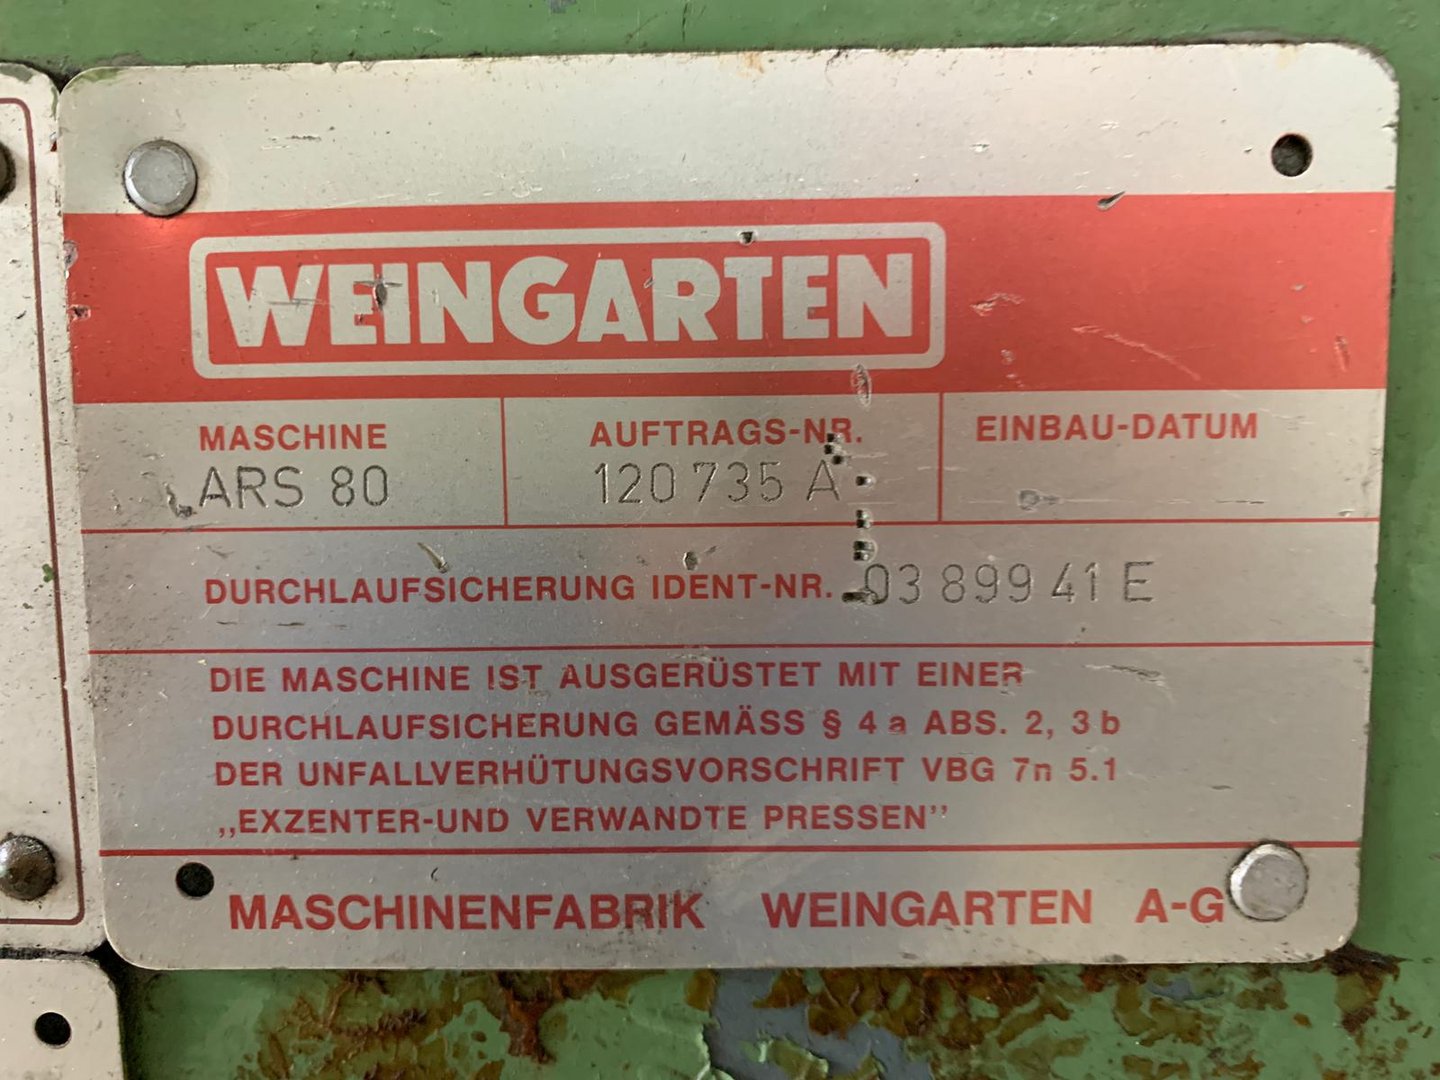 WEINGARTEN
MASCHINE
ARS 80
AUFTRAGS-NR.
120 735 A
EINBAU-DATUM
DURCHLAUFSICHERUNG IDENT-NR. 03 899 41 E
DIE MASCHINE IST AUSGERÜSTET MIT EINER
DURCHLAUFSICHERUNG GEMÄSS § 4 a ABS. 2, 3 b
DER UNFALLVERHÜTUNGSVORSCHRIFT VBG 7n 5.1
„EXZENTER-UND VERWANDTE PRESSEN”
MASCHINENFABRIK WEINGARTEN A-G